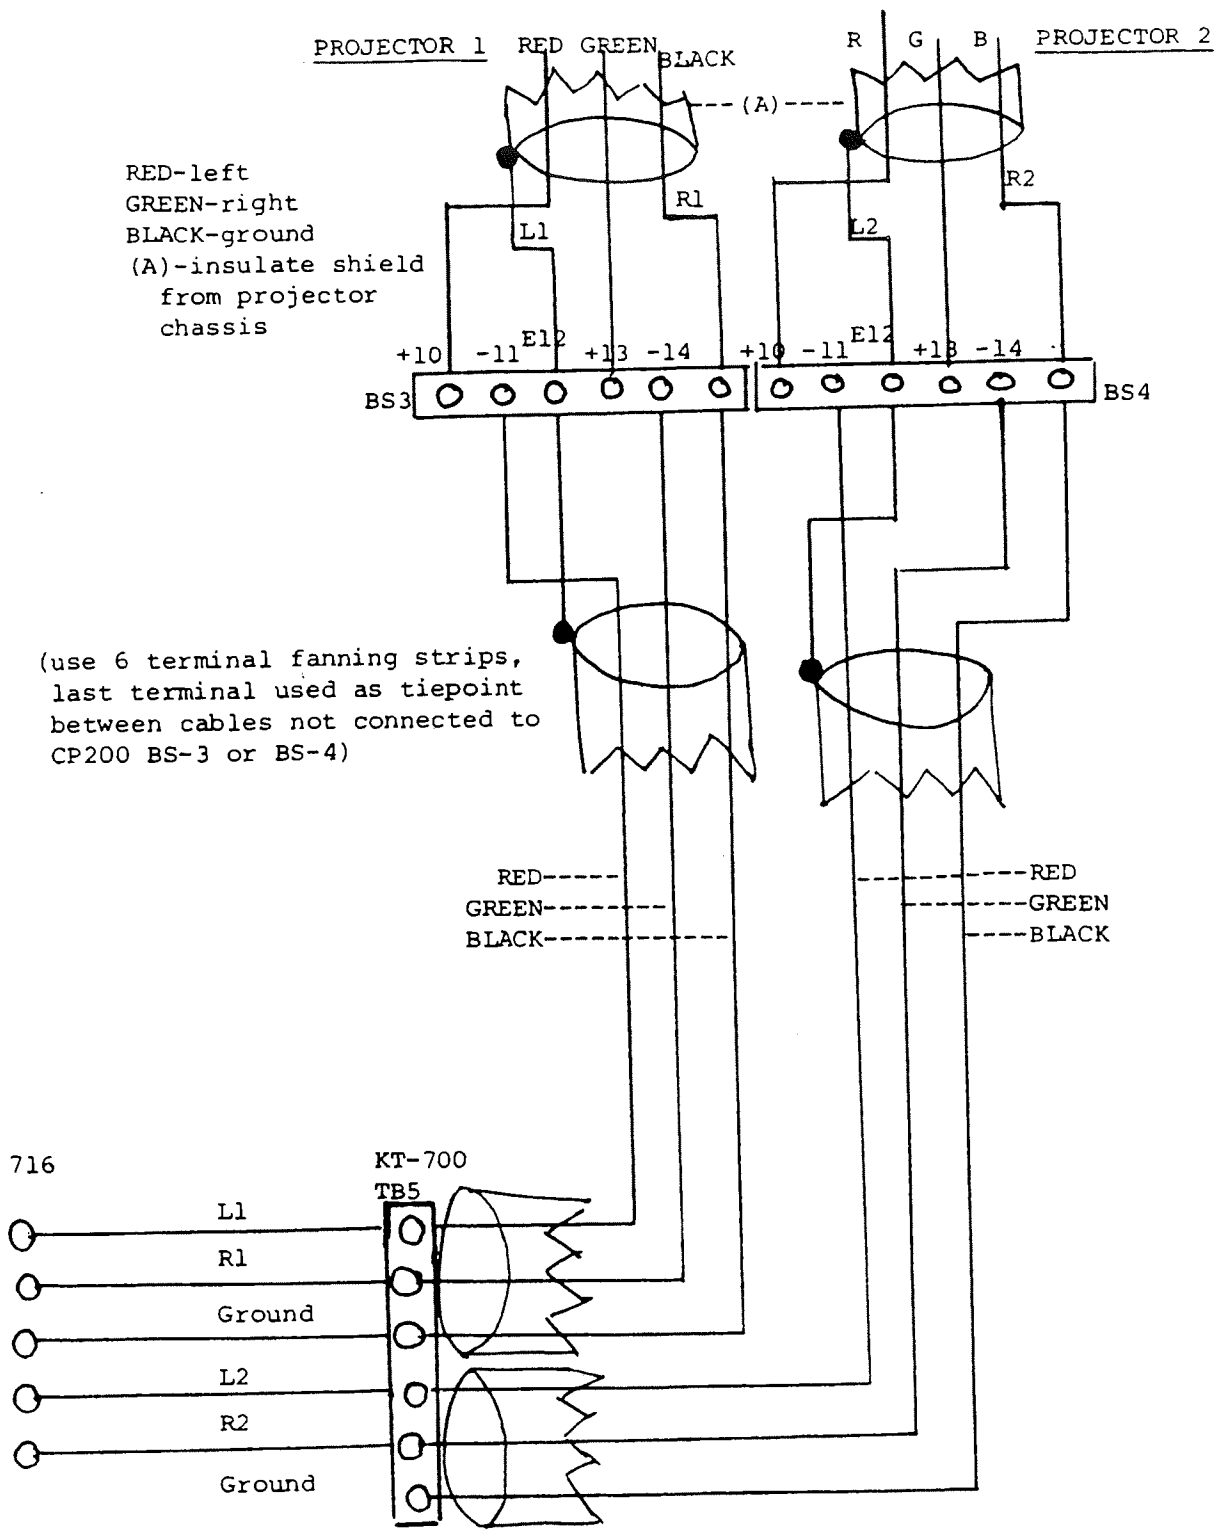 PROJECTOR 1 RED GREEN BLACK
R G B PROJECTOR 2
---(A)----
RED-left
GREEN-right
BLACK-ground
(A)-insulate shield
from projector
chassis
R1
R2
L1
L2
+10 -11 E12 +13 -14
+10 -11 E12 +13 -14
BS3
BS4
(use 6 terminal fanning strips,
last terminal used as tiepoint
between cables not connected to
CP200 BS-3 or BS-4)
RED
GREEN
BLACK
RED
GREEN
BLACK
716
KT-700
TB5
L1
R1
Ground
L2
R2
Ground